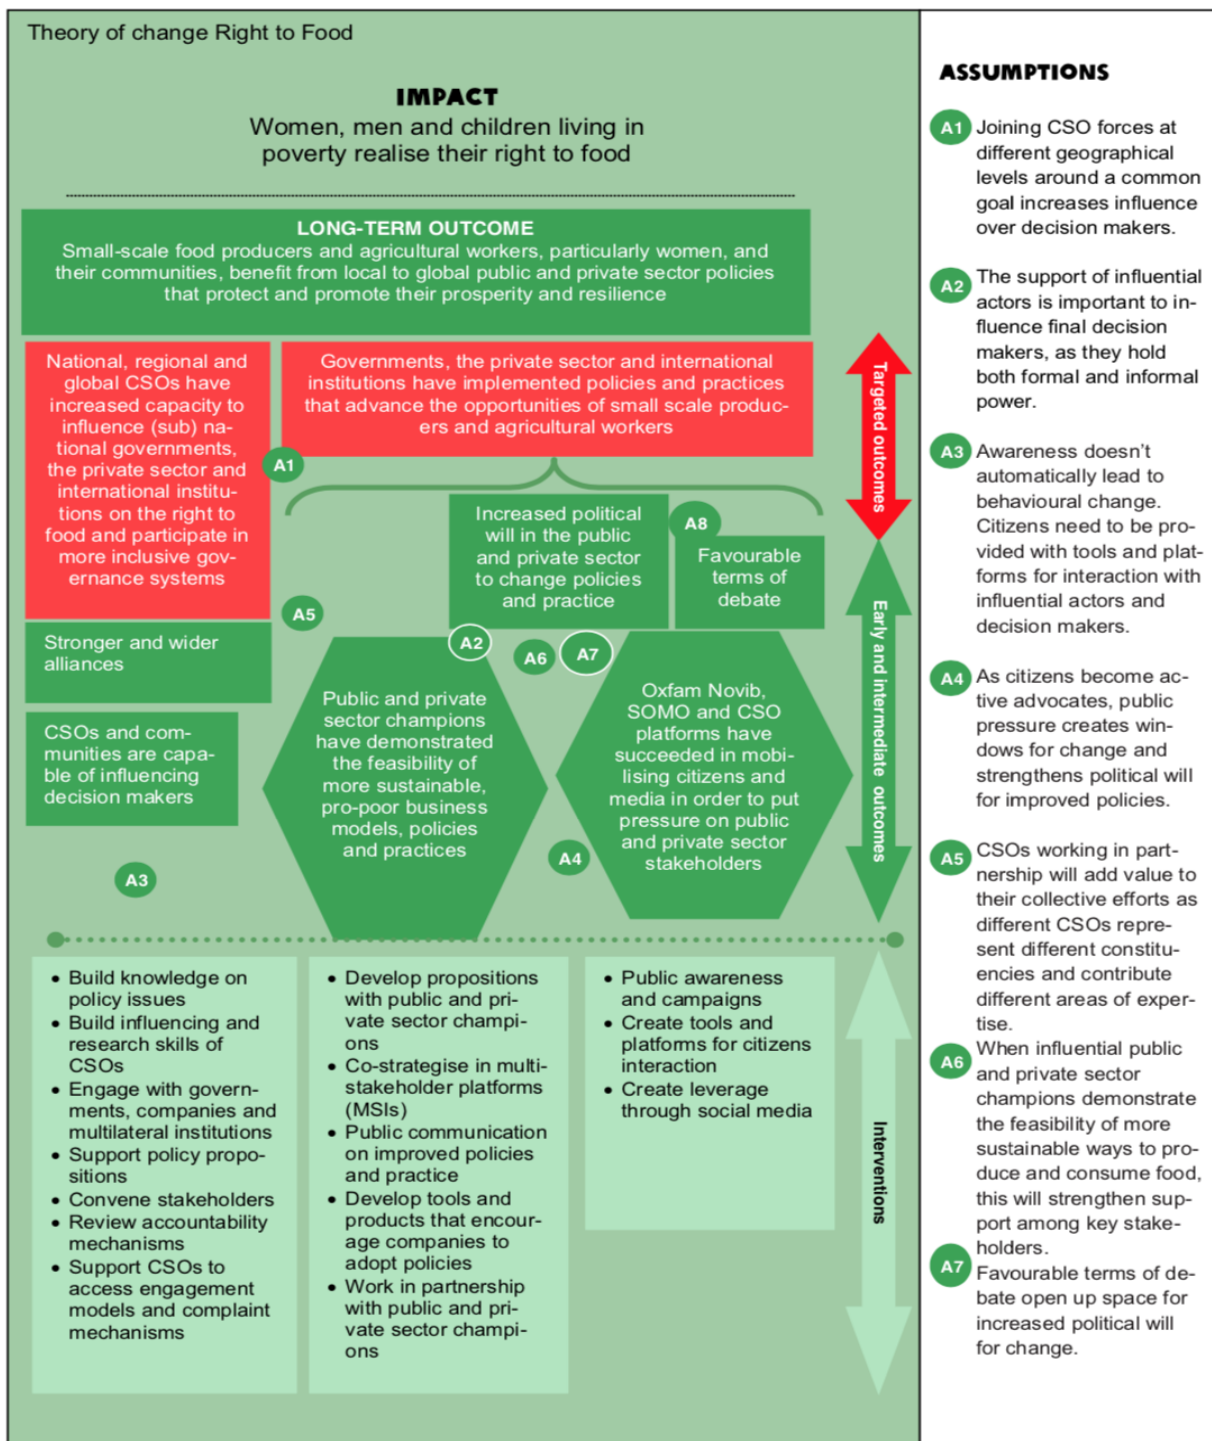 Theory of change Right to Food
IMPACT
Women, men and children living in
poverty realise their right to food
LONG-TERM OUTCOME
Small-scale food producers and agricultural workers, particularly women, and
their communities, benefit from local to global public and private sector policies
that protect and promote their prosperity and resilience
National, regional and
global CSOs have
increased capacity to
influence (sub) na-
tional governments,
the private sector and
international institu-
tions on the right to
food and participate in
more inclusive gov-
ernance systems
Governments, the private sector and international
institutions have implemented policies and practices
that advance the opportunities of small scale produc-
ers and agricultural workers
Targeted outcomes
A1
Increased political
will in the public
and private sector
to change policies
and practice
A8
Favourable
terms of
debate
A5
Stronger and wider
alliances
A2
A6
A7
CSOs and com-
munities are capa-
ble of influencing
decision makers
Public and private
sector champions
have demonstrated
the feasibility of
more sustainable,
pro-poor business
models, policies
and practices
Oxfam Novib,
SOMO and CSO
platforms have
succeeded in mobi-
lising citizens and
media in order to put
pressure on public
and private sector
stakeholders
Early and intermediate outcomes
A4
A3
• Build knowledge on
policy issues
• Build influencing and
research skills of
CSOs
• Engage with govern-
ments, companies and
multilateral institutions
• Support policy propo-
sitions
• Convene stakeholders
• Review accountability
mechanisms
• Support CSOs to
access engagement
models and complaint
mechanisms
• Develop propositions
with public and pri-
vate sector champi-
ons
• Co-strategise in multi-
stakeholder platforms
(MSIs)
• Public communication
on improved policies
and practice
• Develop tools and
products that encour-
age companies to
adopt policies
• Work in partnership
with public and pri-
vate sector champi-
ons
• Public awareness
and campaigns
• Create tools and
platforms for citizens
interaction
• Create leverage
through social media
Interventions
ASSUMPTIONS
A1 Joining CSO forces at
different geographical
levels around a common
goal increases influence
over decision makers.
A2 The support of influential
actors is important to in-
fluence final decision
makers, as they hold
both formal and informal
power.
A3 Awareness doesn't
automatically lead to
behavioural change.
Citizens need to be pro-
vided with tools and plat-
forms for interaction with
influential actors and
decision makers.
A4 As citizens become ac-
tive advocates, public
pressure creates win-
dows for change and
strengthens political will
for improved policies.
A5 CSOs working in part-
nership will add value to
their collective efforts as
different CSOs repre-
sent different constitu-
encies and contribute
different areas of exper-
tise.
A6 When influential public
and private sector
champions demonstrate
the feasibility of more
sustainable ways to pro-
duce and consume food,
this will strengthen sup-
port among key stake-
holders.
A7 Favourable terms of de-
bate open up space for
increased political will
for change.